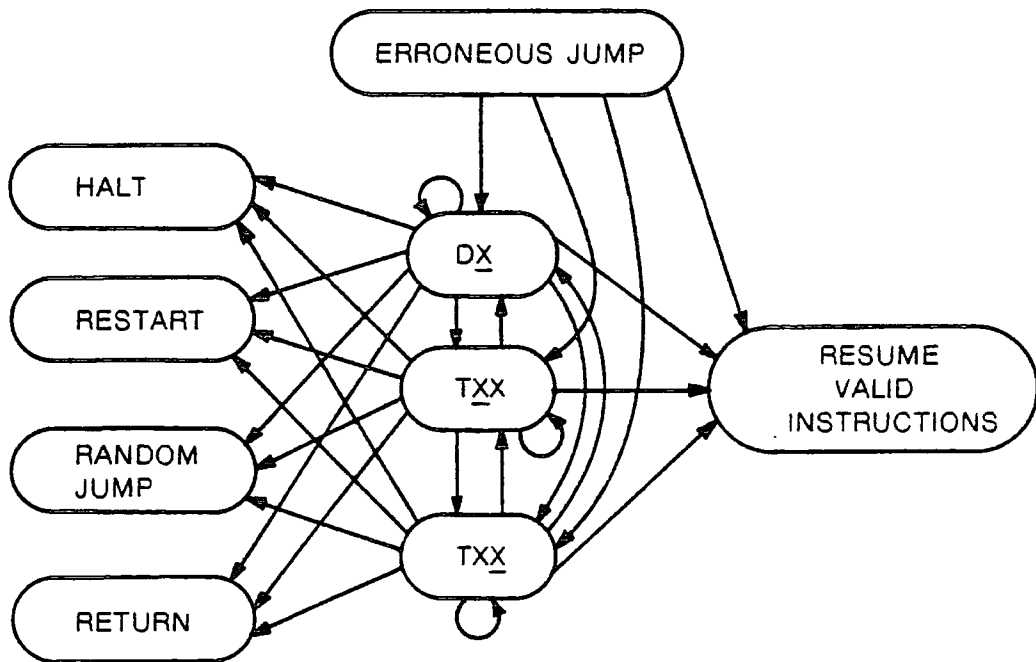 ERRONEOUS JUMP
HALT
DX
RESTART
TXX
RESUME
VALID
INSTRUCTIONS
RANDOM
JUMP
TXX
RETURN